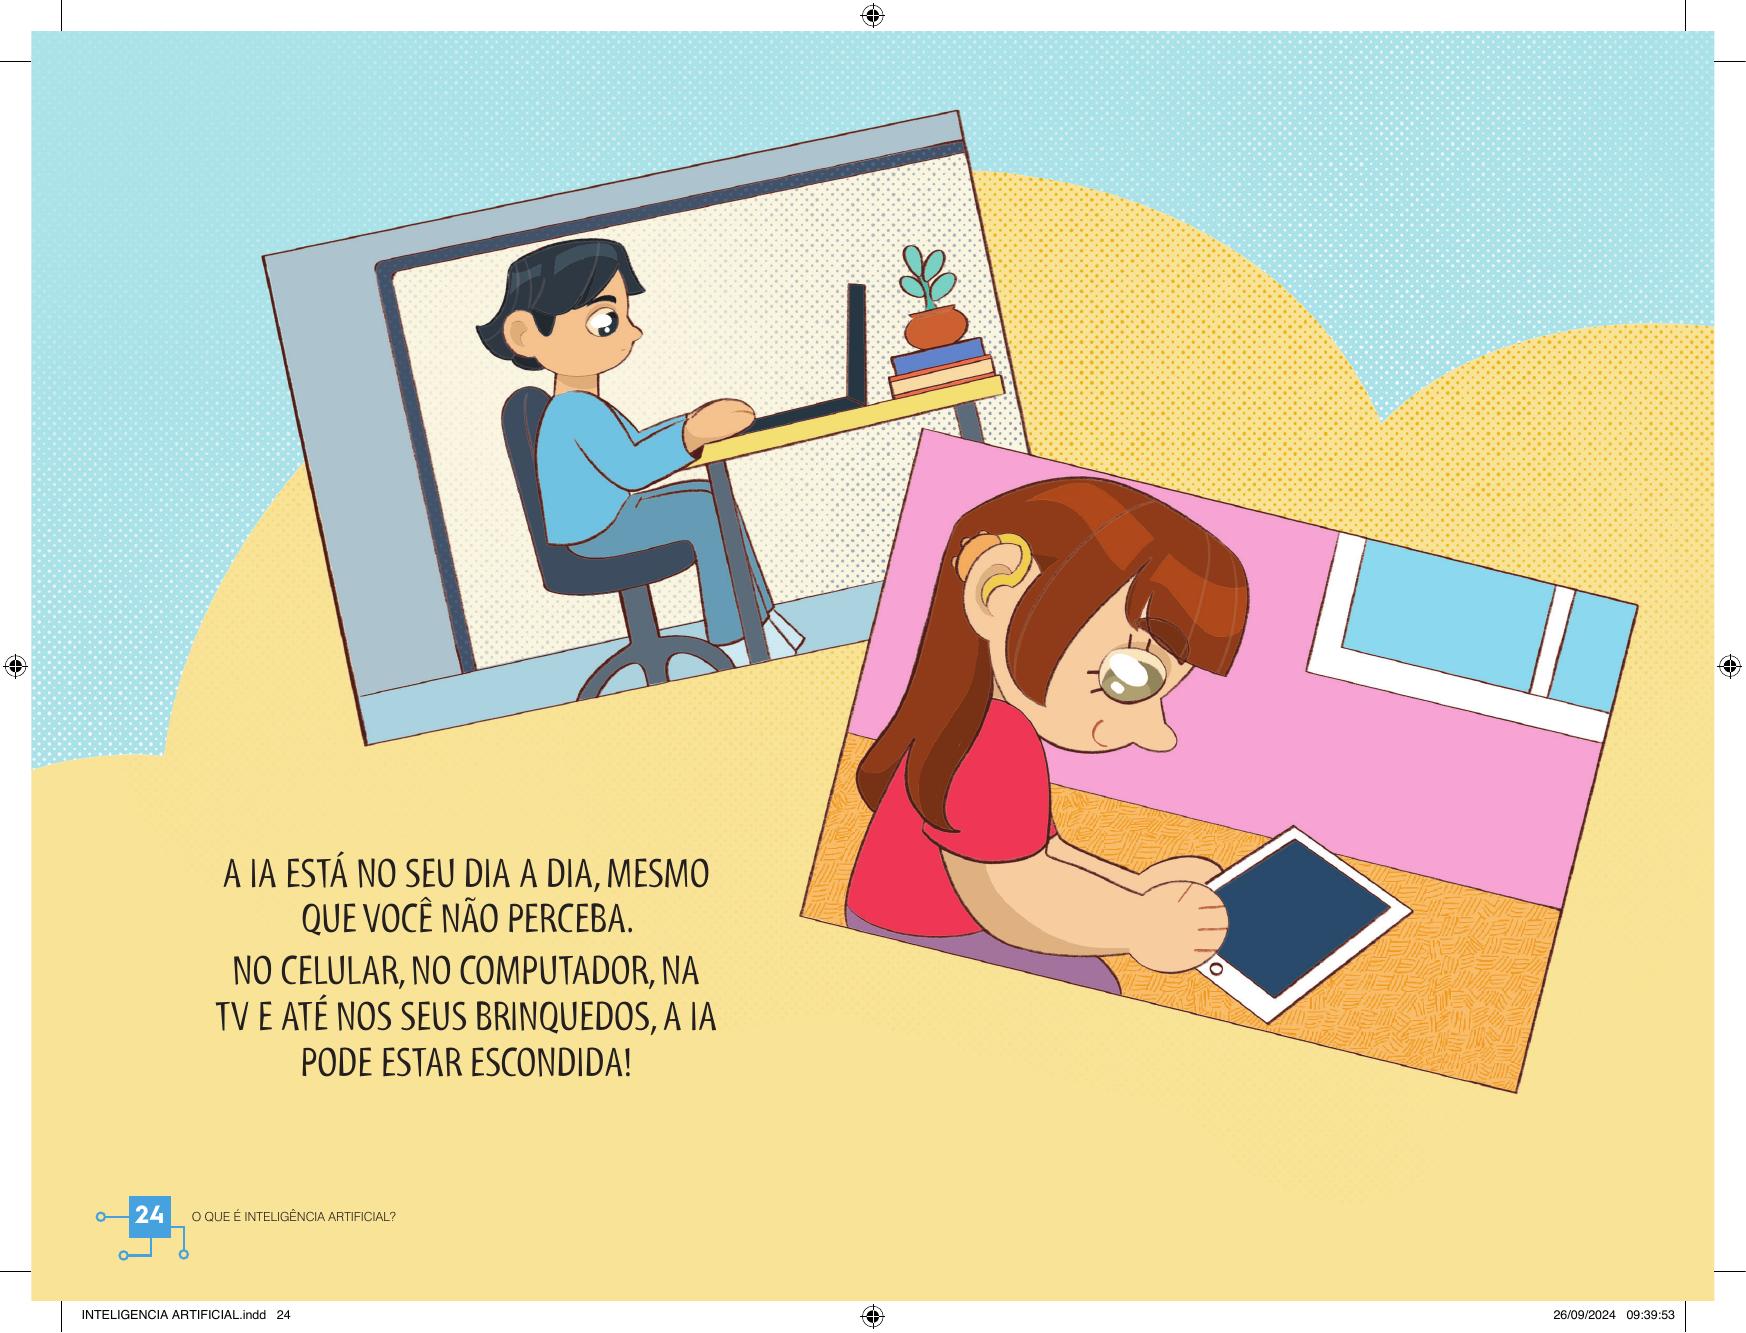 A IA ESTÁ NO SEU DIA A DIA, MESMO
QUE VOCÊ NÃO PERCEBA.
NO CELULAR, NO COMPUTADOR, NA
TV E ATÉ NOS SEUS BRINQUEDOS, A IA
PODE ESTAR ESCONDIDA!
24 O QUE É INTELIGÊNCIA ARTIFICIAL?
INTELIGENCIA ARTIFICIAL.indd 24 26/09/2024 09:39:53